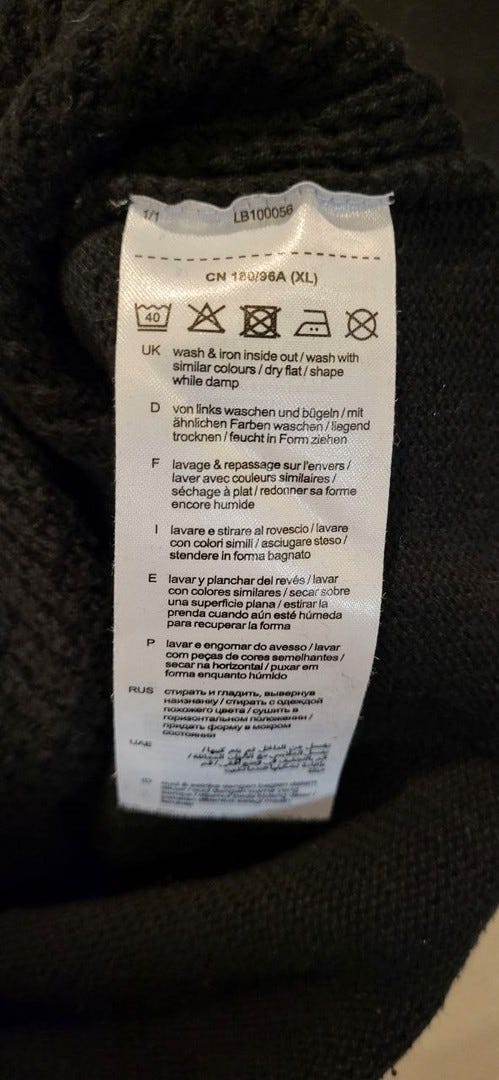 1/1 LB100056
CN 180/96A (XL)
40
UK wash & iron inside out / wash with
similar colours / dry flat / shape
while damp
D von links waschen und bügeln / mit
ähnlichen Farben waschen / liegend
trocknen / feucht in Form ziehen
F lavage & repassage sur l'envers /
laver avec couleurs similaires /
séchage à plat / redonner sa forme
encore humide
I lavare e stirare al rovescio / lavare
con colori simili / asciugare steso /
stendere in forma bagnato
E lavar y planchar del revés / lavar
con colores similares / secar sobre
una superficie plana / estirar la
prenda cuando aún esté húmeda
para recuperar la forma
P lavar e engomar do avesso / lavar
com peças de cores semelhantes /
secar na horizontal / puxar em
forma enquanto húmido
RUS стирать и гладить, вывернув
наизнанку / стирать с одеждой
похожего цвета / сушить в
горизонтальном положении /
придать форму в мокром
состоянии
UAE